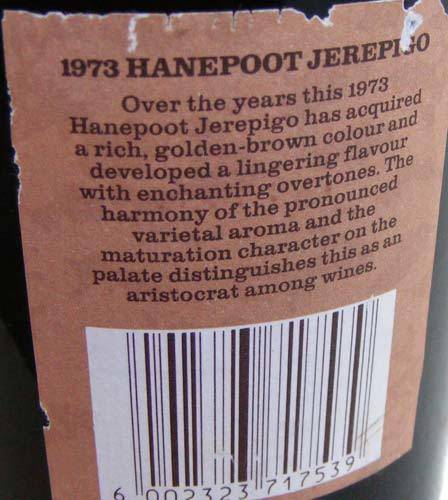 1973 HANEPOOT JEREPIGO
Over the years this 1973
Hanepoot Jerepigo has acquired
a rich, golden-brown colour and
developed a lingering flavour
with enchanting overtones. The
harmony of the pronounced
varietal aroma and the
maturation character on the
palate distinguishes this as an
aristocrat among wines.
6 002323 717539